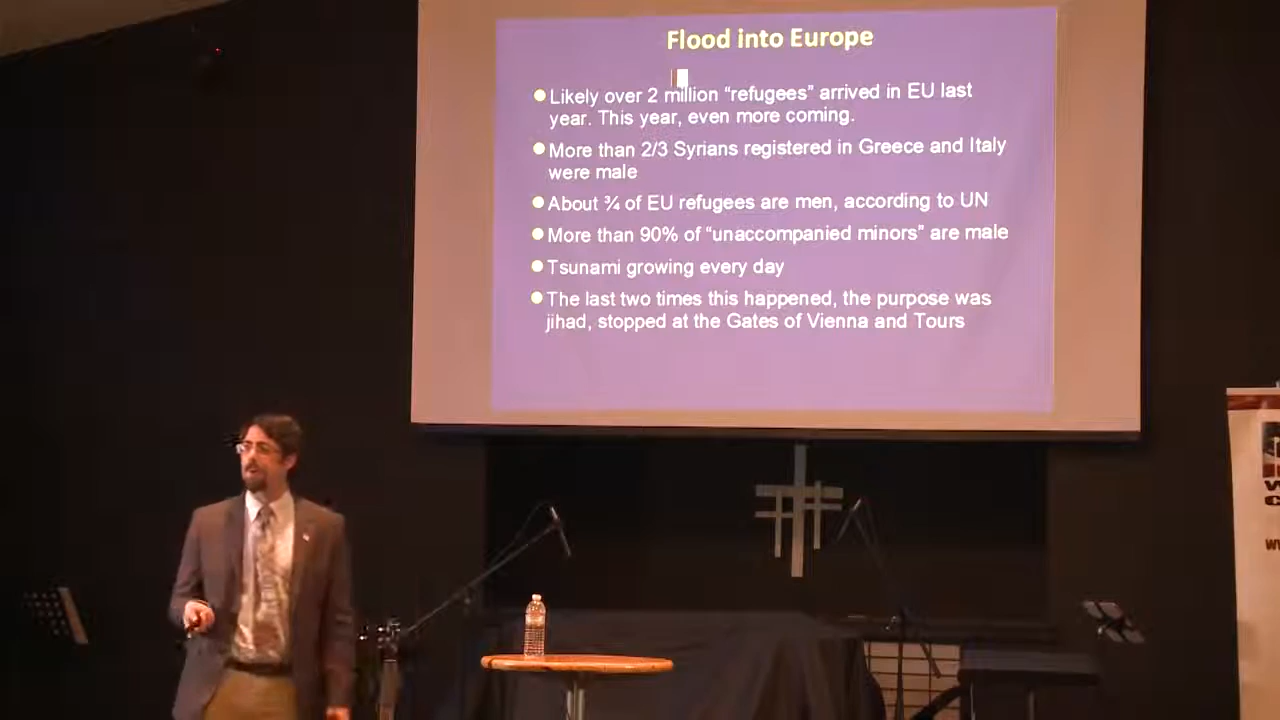 Flood into Europe
Likely over 2 million “refugees” arrived in EU last
year. This year, even more coming.
More than 2/3 Syrians registered in Greece and Italy
were male
About ¾ of EU refugees are men, according to UN
More than 90% of “unaccompanied minors” are male
Tsunami growing every day
The last two times this happened, the purpose was
jihad, stopped at the Gates of Vienna and Tours